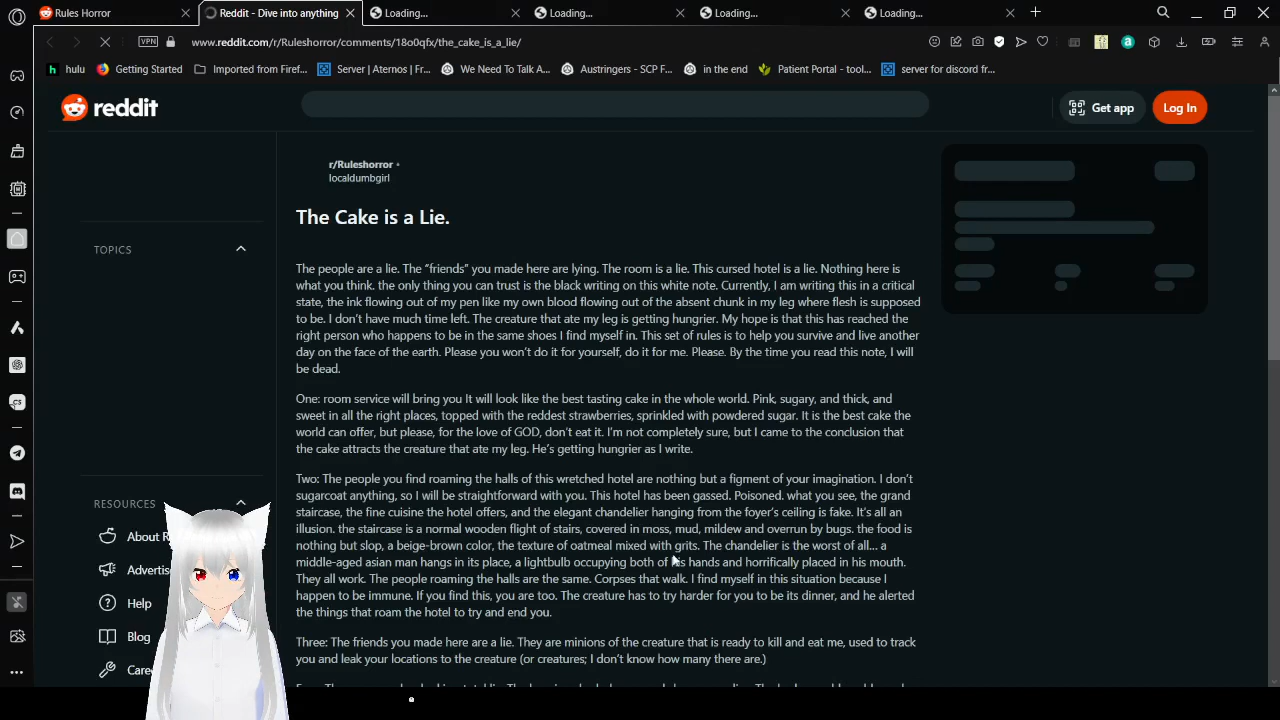 Rules Horror
Reddit - Dive into anything
Loading...
Loading...
Loading...
Loading...
VPN
www.reddit.com/r/Ruleshorror/comments/18o0qfx/the_cake_is_a_lie/
hulu
Getting Started
Imported from Firef...
Server | Aternos | Fr...
We Need To Talk A...
Austringers - SCP F...
in the end
Patient Portal - tool...
server for discord fr...
reddit
Get app
Log In
r/Ruleshorror •
localdumbgirl
The Cake is a Lie.
TOPICS
The people are a lie. The “friends” you made here are lying. The room is a lie. This cursed hotel is a lie. Nothing here is
what you think. the only thing you can trust is the black writing on this white note. Currently, I am writing this in a critical
state, the ink flowing out of my pen like my own blood flowing out of the absent chunk in my leg where flesh is supposed
to be. I don’t have much time left. The creature that ate my leg is getting hungrier. My hope is that this has reached the
right person who happens to be in the same shoes I find myself in. This set of rules is to help you survive and live another
day on the face of the earth. Please you won’t do it for yourself, do it for me. Please. By the time you read this note, I will
be dead.
One: room service will bring you It will look like the best tasting cake in the whole world. Pink, sugary, and thick, and
sweet in all the right places, topped with the reddest strawberries, sprinkled with powdered sugar. It is the best cake the
world can offer, but please, for the love of GOD, don’t eat it. I’m not completely sure, but I came to the conclusion that
the cake attracts the creature that ate my leg. He’s getting hungrier as I write.
Two: The people you find roaming the halls of this wretched hotel are nothing but a figment of your imagination. I don’t
sugarcoat anything, so I will be straightforward with you. This hotel has been gassed. Poisoned. what you see, the grand
staircase, the fine cuisine the hotel offers, and the elegant chandelier hanging from the foyer’s ceiling is fake. It’s all an
illusion. the staircase is a normal wooden flight of stairs, covered in moss, mud, mildew and overrun by bugs. the food is
nothing but slop, a beige-brown color, the texture of oatmeal mixed with grits. The chandelier is the worst of all... a
middle-aged asian man hangs in its place, a lightbulb occupying both of his hands and horrifically placed in his mouth.
They all work. The people roaming the halls are the same. Corpses that walk. I find myself in this situation because I
happen to be immune. If you find this, you are too. The creature has to try harder for you to be its dinner, and he alerted
the things that roam the hotel to try and end you.
Three: The friends you made here are a lie. They are minions of the creature that is ready to kill and eat me, used to track
you and leak your locations to the creature (or creatures; I don’t know how many there are.)
RESOURCES
About R
Advertis
Help
Blog
Care